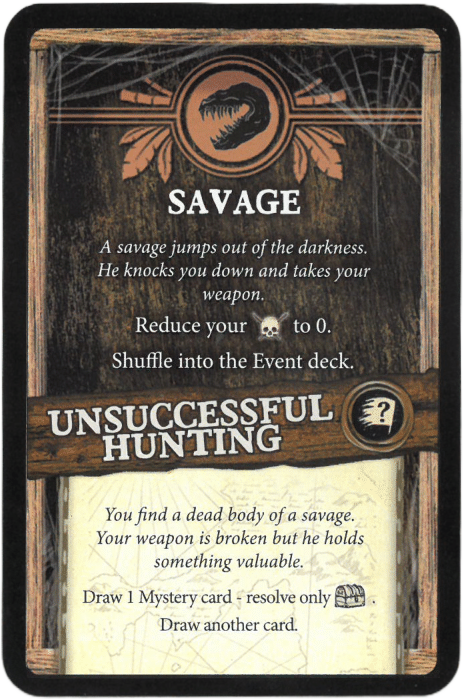 SAVAGE
A savage jumps out of the darkness.
He knocks you down and takes your
weapon.
Reduce your to 0.
Shuffle into the Event deck.
UNSUCCESSFUL
HUNTING
?
You find a dead body of a savage.
Your weapon is broken but he holds
something valuable.
Draw 1 Mystery card - resolve only .
Draw another card.